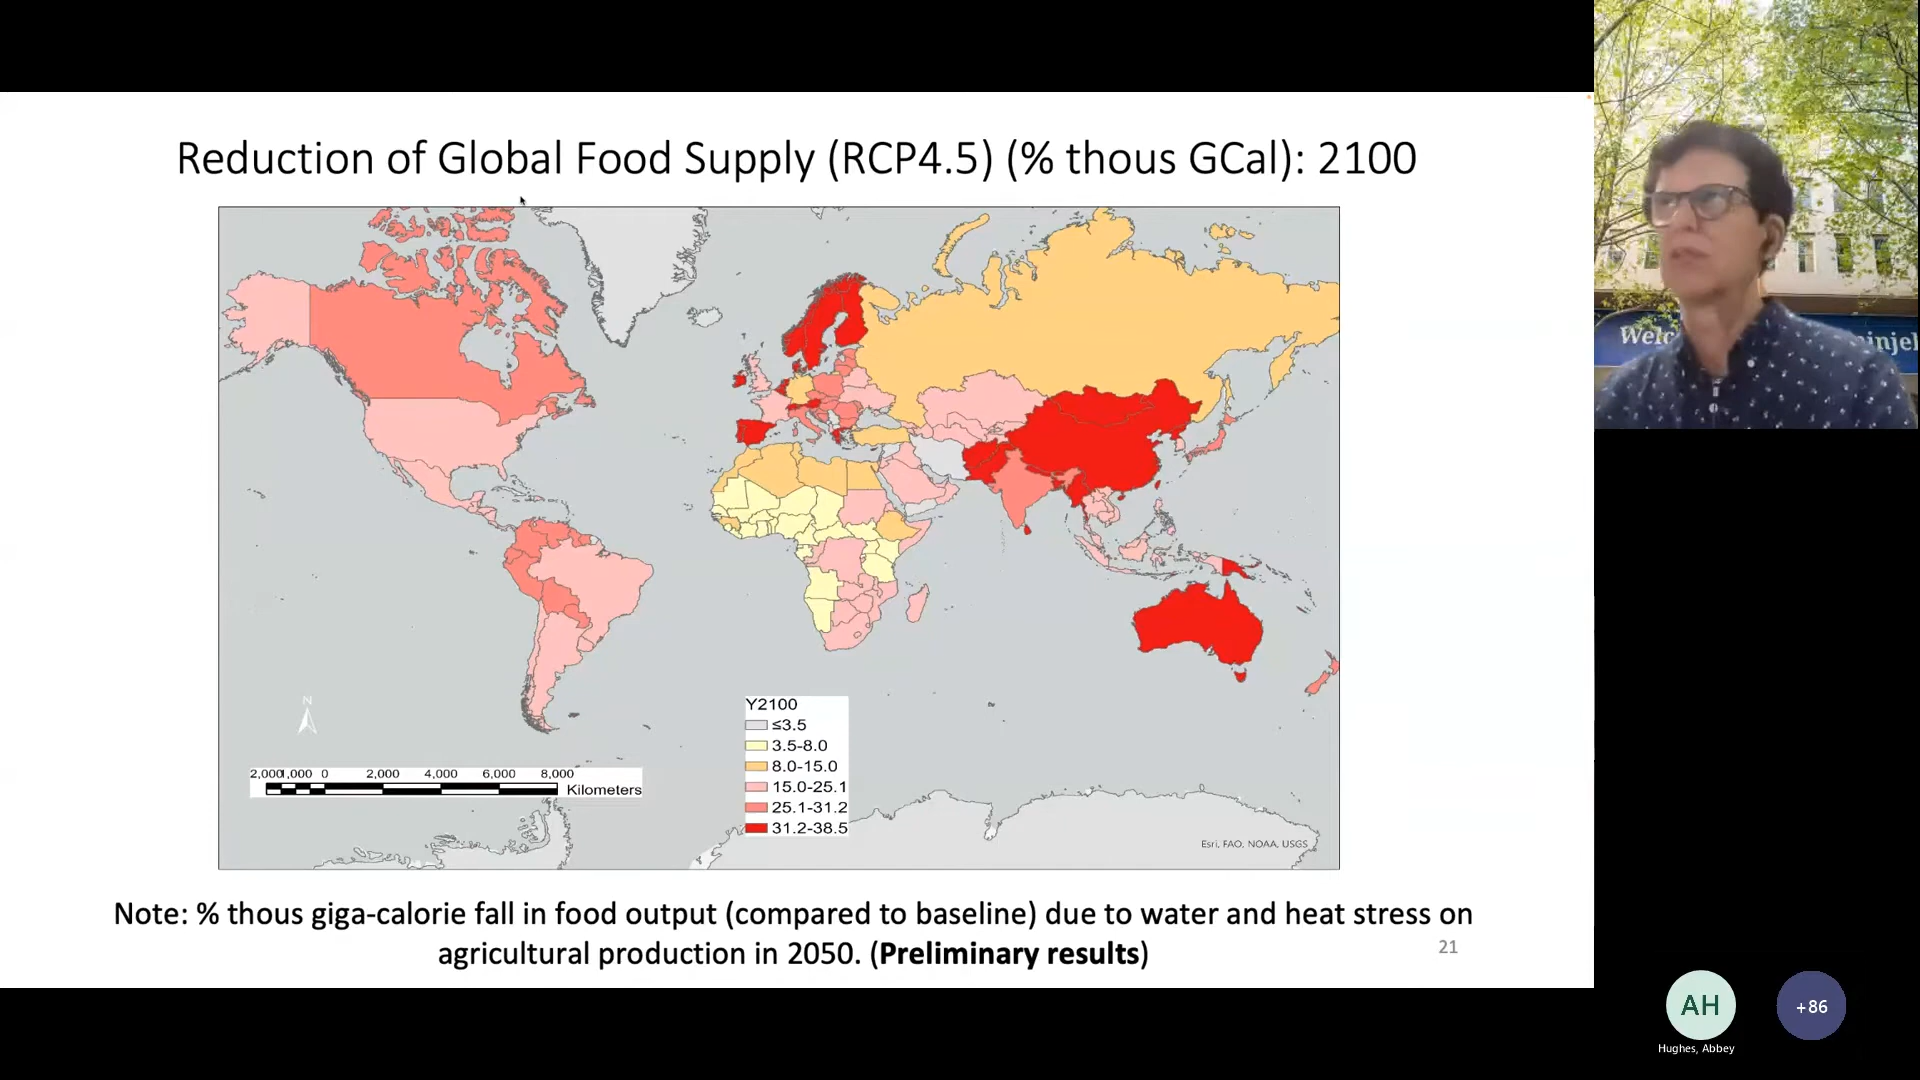 Reduction of Global Food Supply (RCP4.5) (% thous GCal): 2100
Welc
injel
N
Y2100
≤3.5
3.5-8.0
8.0-15.0
15.0-25.1
25.1-31.2
31.2-38.5
2,000 1,000 0 2,000 4,000 6,000 8,000
Kilometers
Esri, FAO, NOAA, USGS
Note: % thous giga-calorie fall in food output (compared to baseline) due to water and heat stress on
agricultural production in 2050. (Preliminary results)
21
AH
+86
Hughes, Abbey